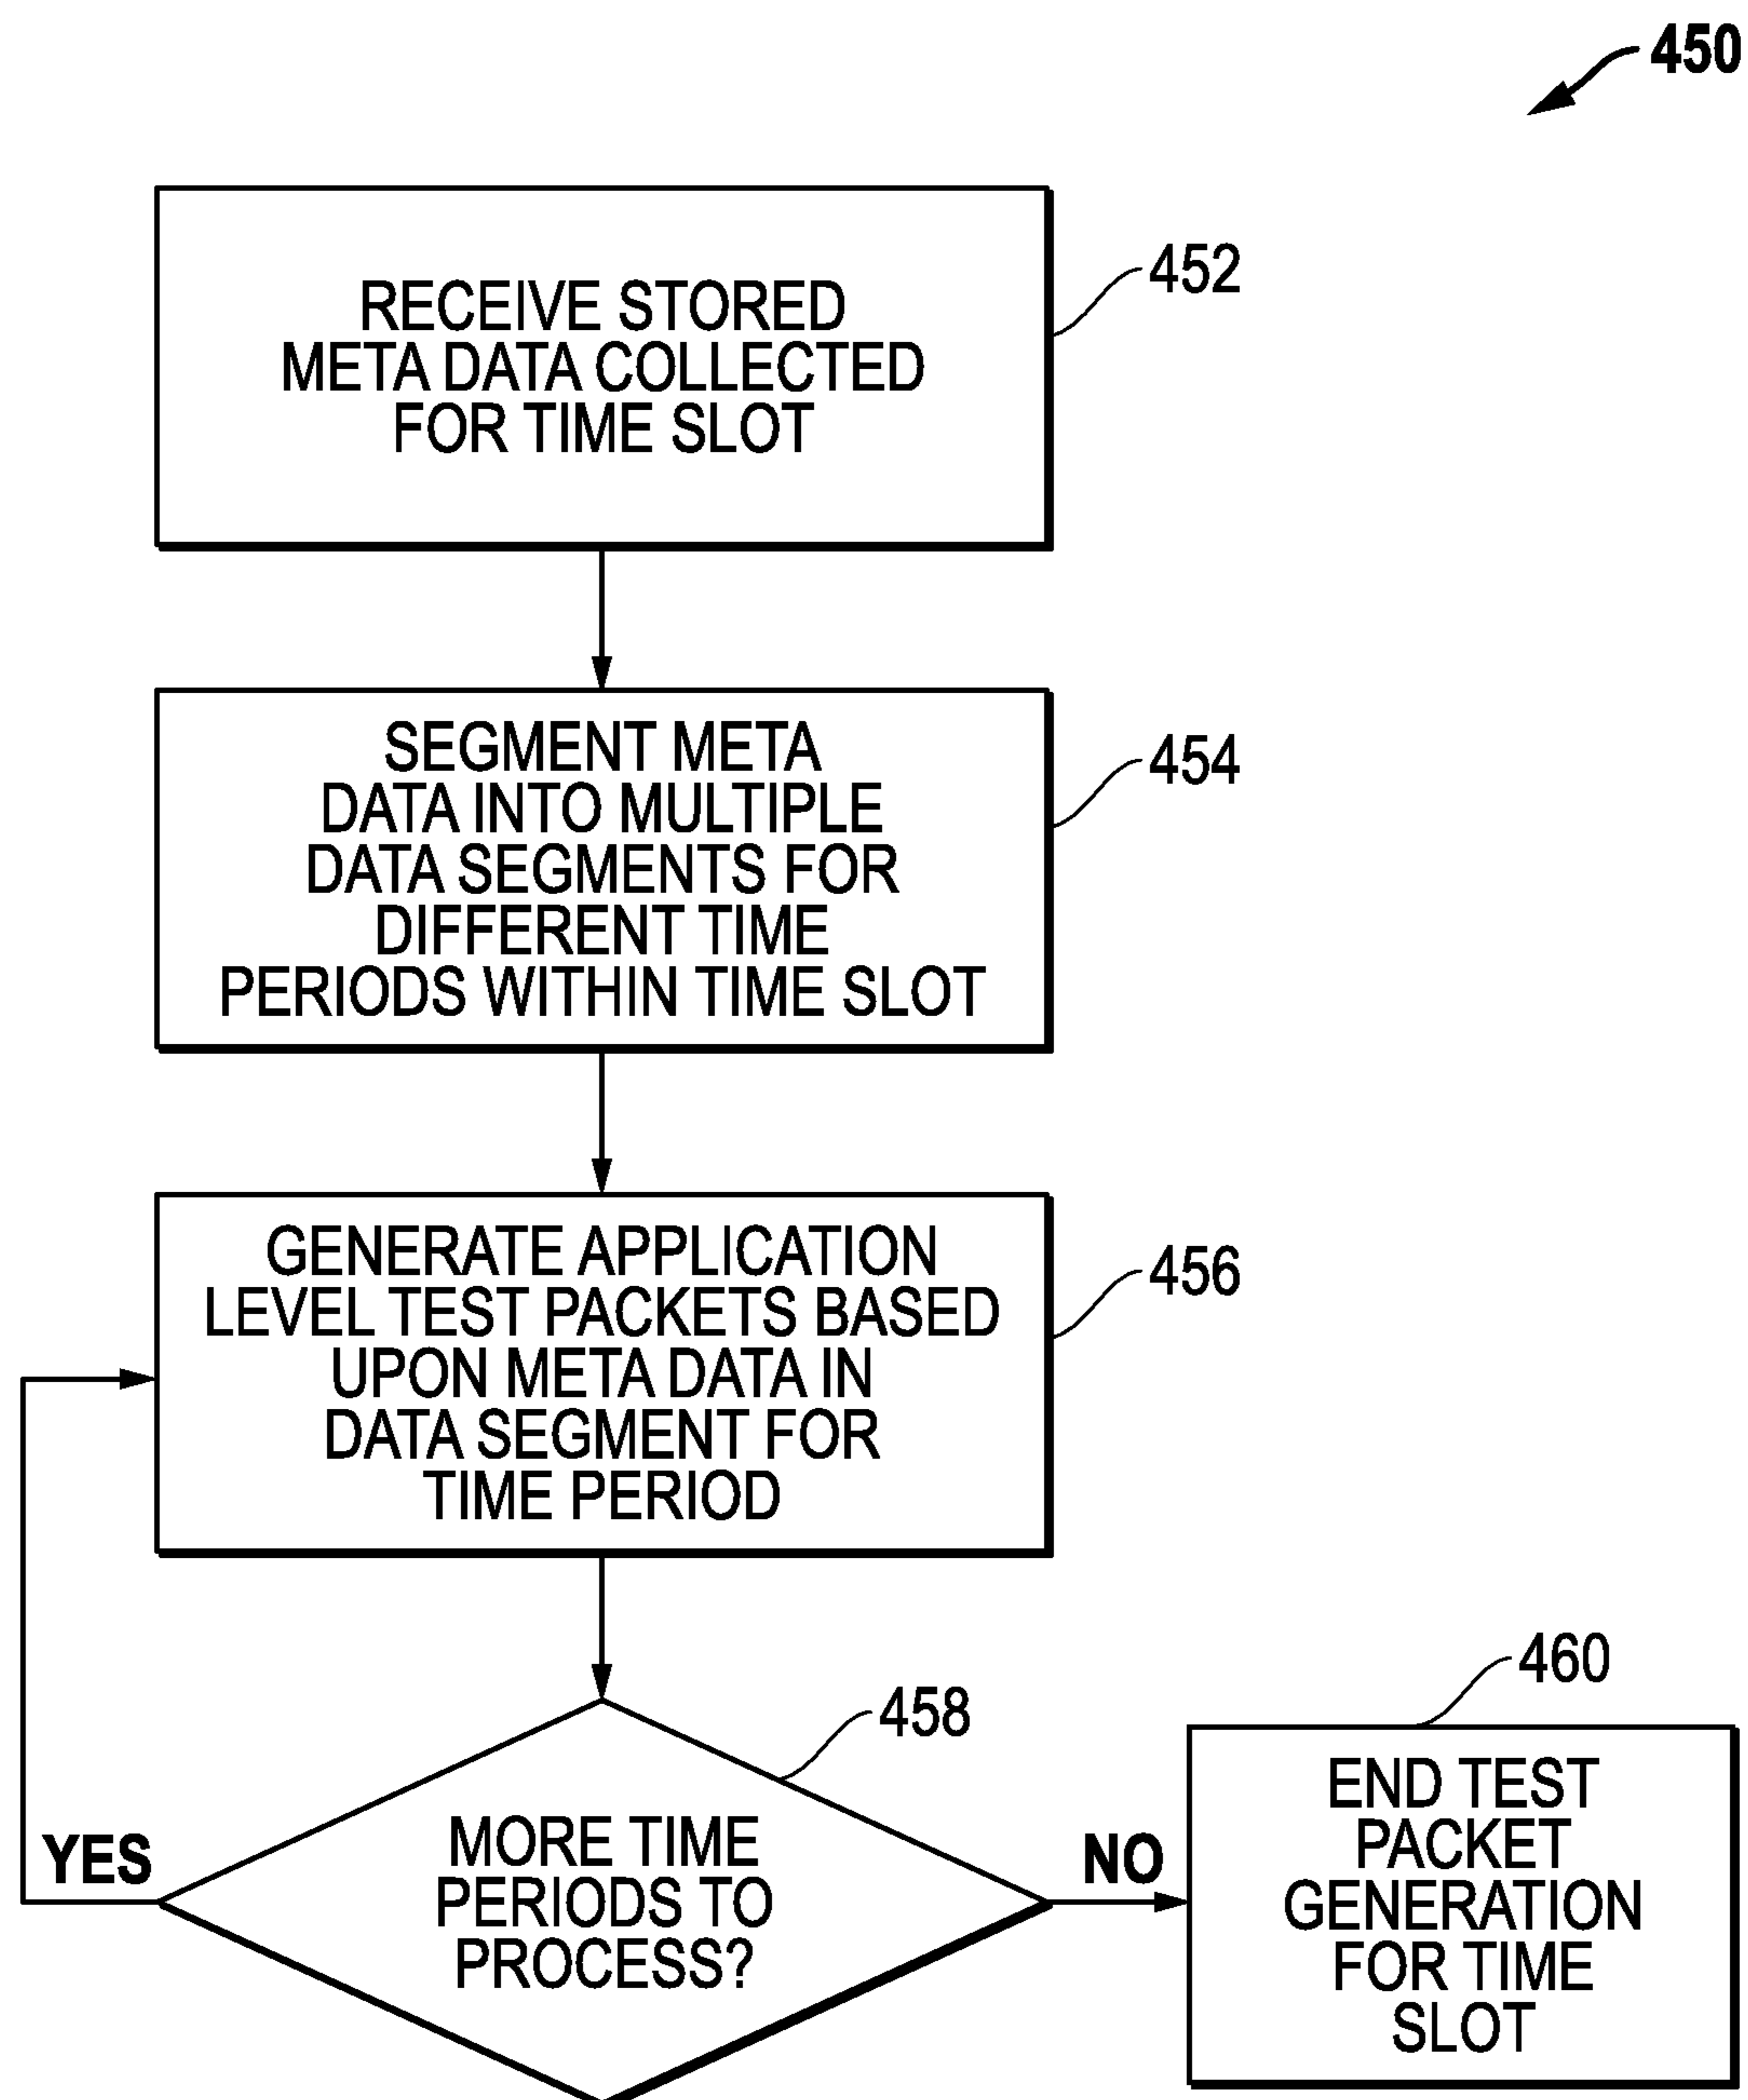 450
RECEIVE STORED
META DATA COLLECTED
FOR TIME SLOT
452
SEGMENT META
DATA INTO MULTIPLE
DATA SEGMENTS FOR
DIFFERENT TIME
PERIODS WITHIN TIME SLOT
454
GENERATE APPLICATION
LEVEL TEST PACKETS BASED
UPON META DATA IN
DATA SEGMENT FOR
TIME PERIOD
456
458
MORE TIME
PERIODS TO
PROCESS?
YES
NO
460
END TEST
PACKET
GENERATION
FOR TIME
SLOT